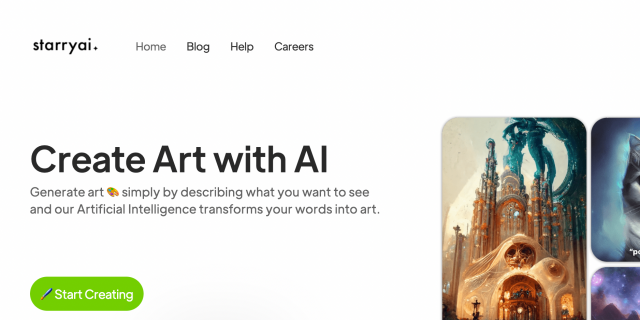 starryai
Home Blog Help Careers
Create Art with AI
Generate art 🎨 simply by describing what you want to see
and our Artificial Intelligence transforms your words into art.
Start Creating